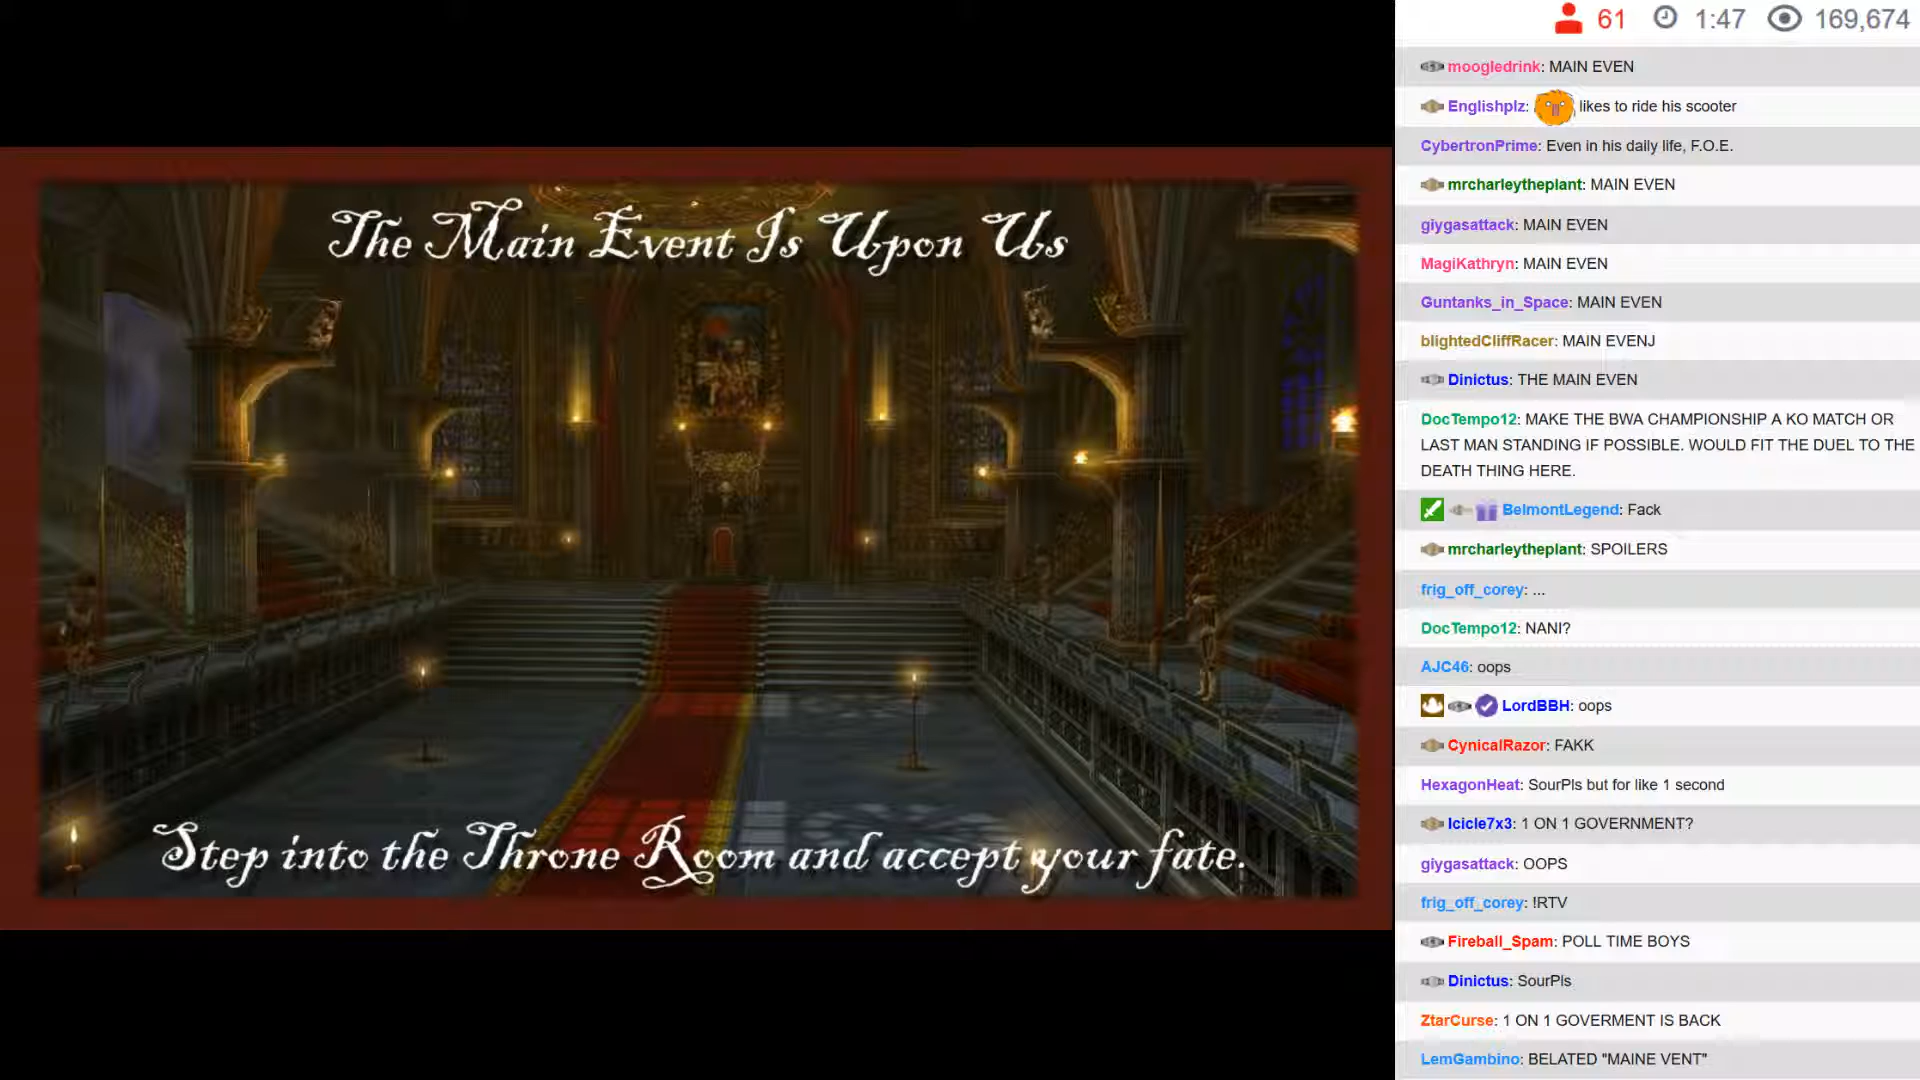 The Main Event Is Upon Us
Step into the Throne Room and accept your fate.
61 1:47 169,674
moogledrink: MAIN EVEN
Englishplz: likes to ride his scooter
CybertronPrime: Even in his daily life, F.O.E.
mrcharleytheplant: MAIN EVEN
giygasattack: MAIN EVEN
MagiKathryn: MAIN EVEN
Guntanks_in_Space: MAIN EVEN
blightedCliffRacer: MAIN EVENJ
Dinictus: THE MAIN EVEN
DocTempo12: MAKE THE BWA CHAMPIONSHIP A KO MATCH OR
LAST MAN STANDING IF POSSIBLE. WOULD FIT THE DUEL TO THE
DEATH THING HERE.
BelmontLegend: Fack
mrcharleytheplant: SPOILERS
frig_off_corey: ...
DocTempo12: NANI?
AJC46: oops
LordBBH: oops
CynicalRazor: FAKK
HexagonHeat: SourPls but for like 1 second
Icicle7x3: 1 ON 1 GOVERNMENT?
giygasattack: OOPS
frig_off_corey: !RTV
Fireball_Spam: POLL TIME BOYS
Dinictus: SourPls
ZtarCurse: 1 ON 1 GOVERMENT IS BACK
LemGambino: BELATED "MAINE VENT"